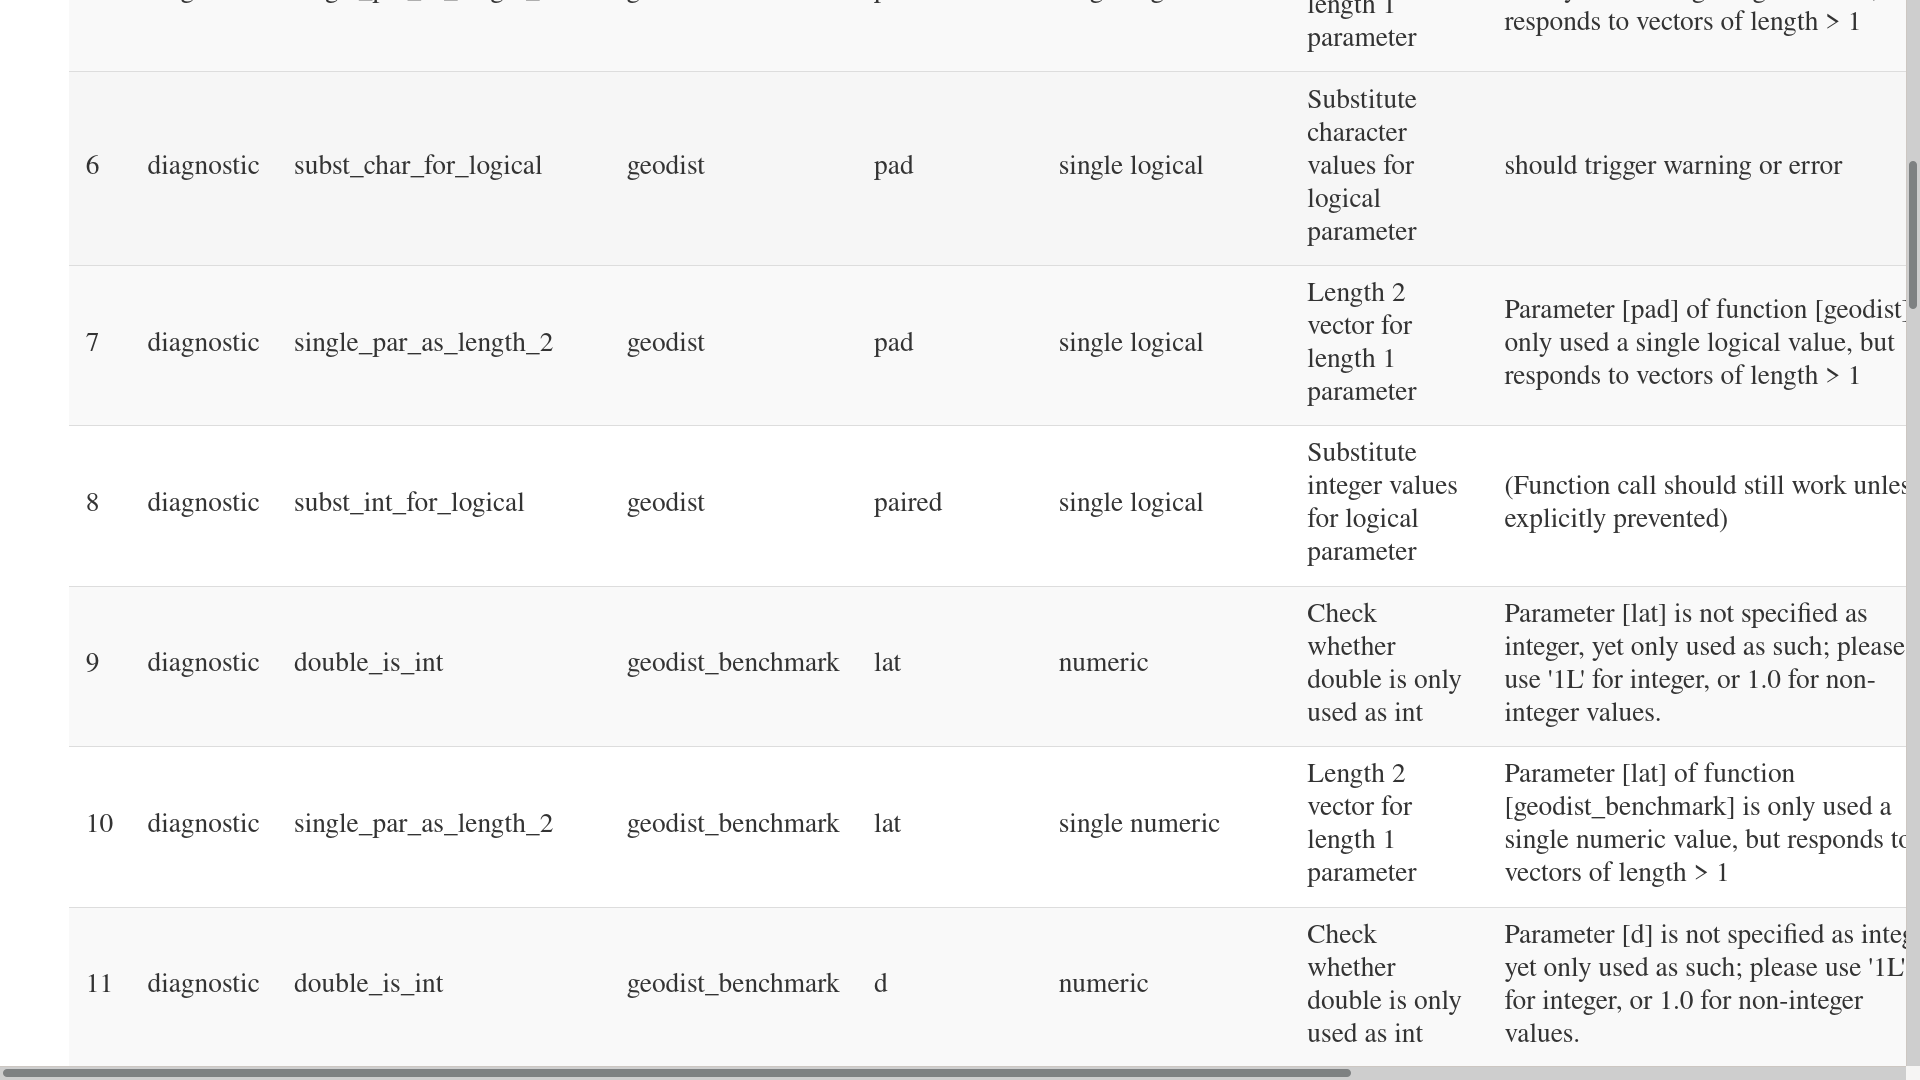 length 1
responds to vectors of length > 1
parameter
Substitute
character
values for
logical
parameter
6 diagnostic subst_char_for_logical geodist pad single logical should trigger warning or error
Length 2
vector for
length 1
parameter
7 diagnostic single_par_as_length_2 geodist pad single logical
Parameter [pad] of function [geodist]
only used a single logical value, but
responds to vectors of length > 1
Substitute
integer values
for logical
parameter
8 diagnostic subst_int_for_logical geodist paired single logical
(Function call should still work unles
explicitly prevented)
Check
whether
double is only
used as int
9 diagnostic double_is_int geodist_benchmark lat numeric
Parameter [lat] is not specified as
integer, yet only used as such; please
use '1L' for integer, or 1.0 for non-
integer values.
Length 2
vector for
length 1
parameter
10 diagnostic single_par_as_length_2 geodist_benchmark lat single numeric
Parameter [lat] of function
[geodist_benchmark] is only used a
single numeric value, but responds to
vectors of length > 1
Check
whether
double is only
used as int
11 diagnostic double_is_int geodist_benchmark d numeric
Parameter [d] is not specified as integ
yet only used as such; please use '1L'
for integer, or 1.0 for non-integer
values.